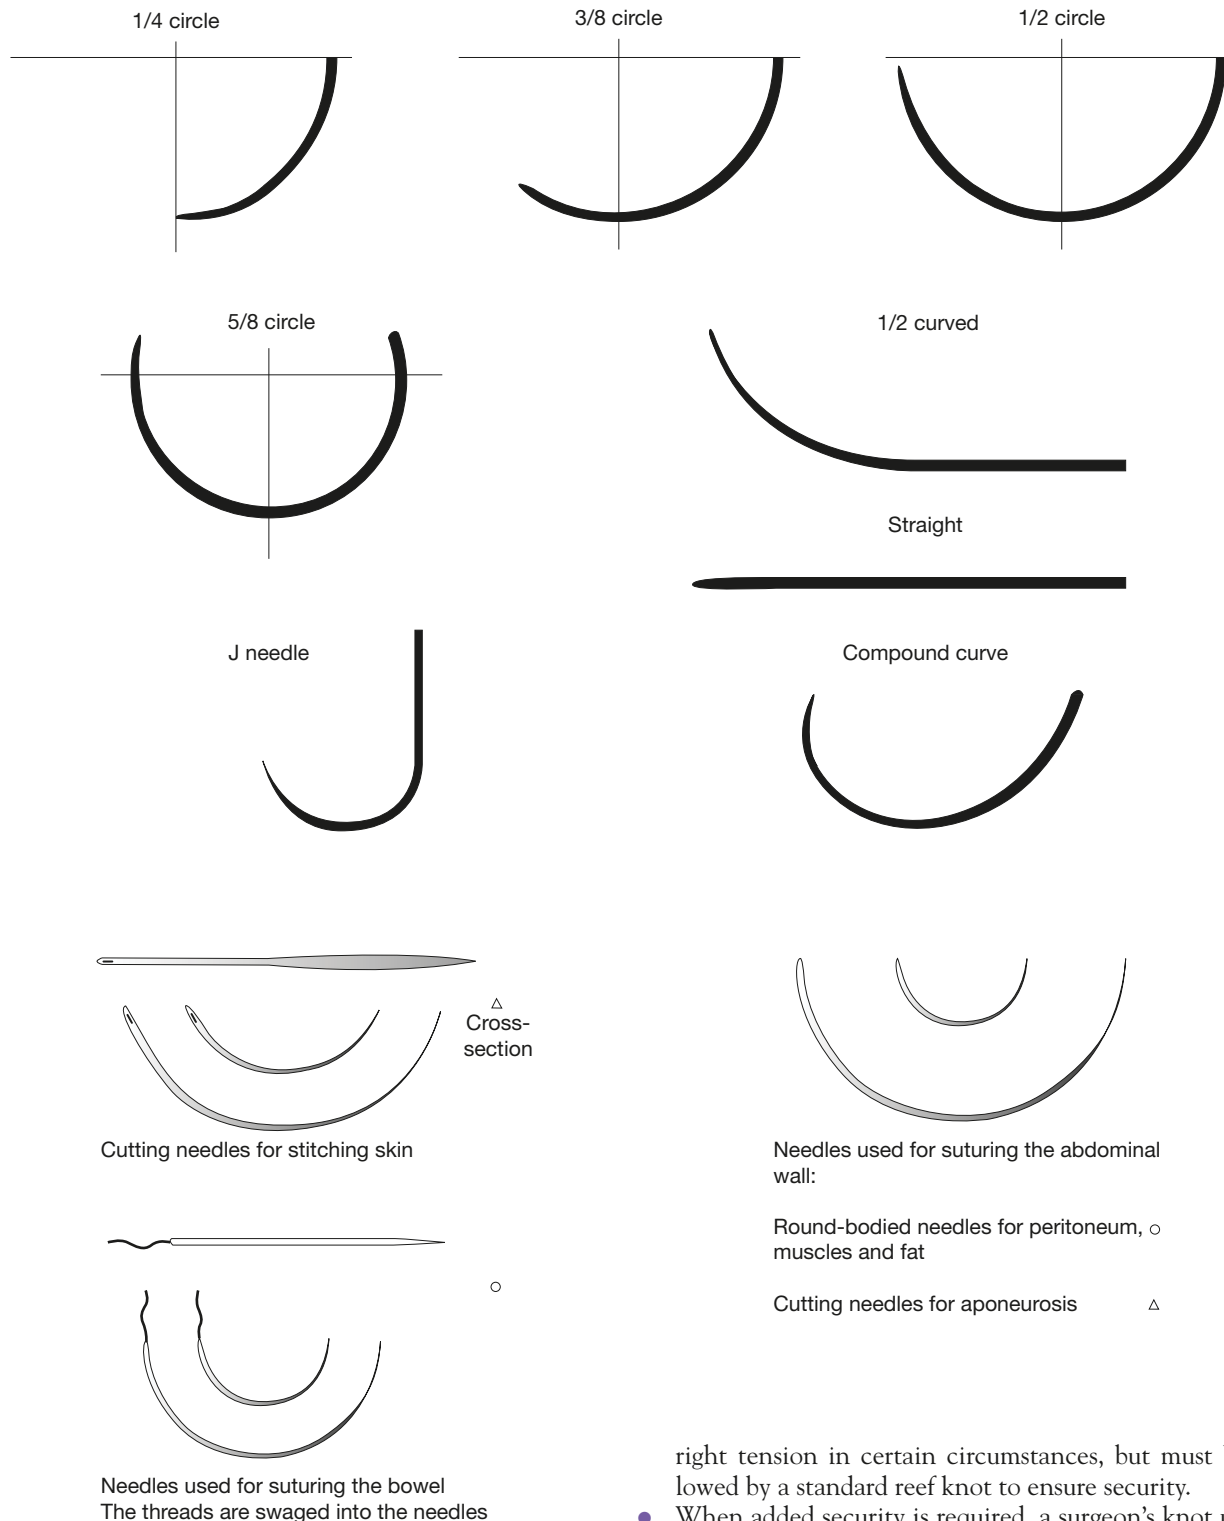 1/4 circle
3/8 circle
1/2 circle
5/8 circle
1/2 curved
Straight
J needle
Compound curve
Cross-
section
Cutting needles for stitching skin
Needles used for suturing the abdominal
wall:
Round-bodied needles for peritoneum,
muscles and fat
Cutting needles for aponeurosis
Needles used for suturing the bowel
The threads are swaged into the needles
right tension in certain circumstances, but must
lowed by a standard reef knot to ensure security.
• When added security is required, a surgeon's knot